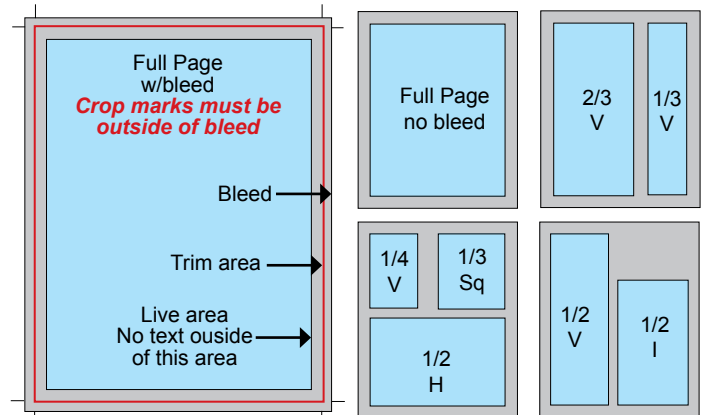 Full Page
w/bleed
Crop marks must be
outside of bleed
Bleed
Trim area
Live area
No text ouside
of this area
Full Page
no bleed
2/3
V
1/3
V
1/4
V
1/3
Sq
1/2
H
1/2
V
1/2
I